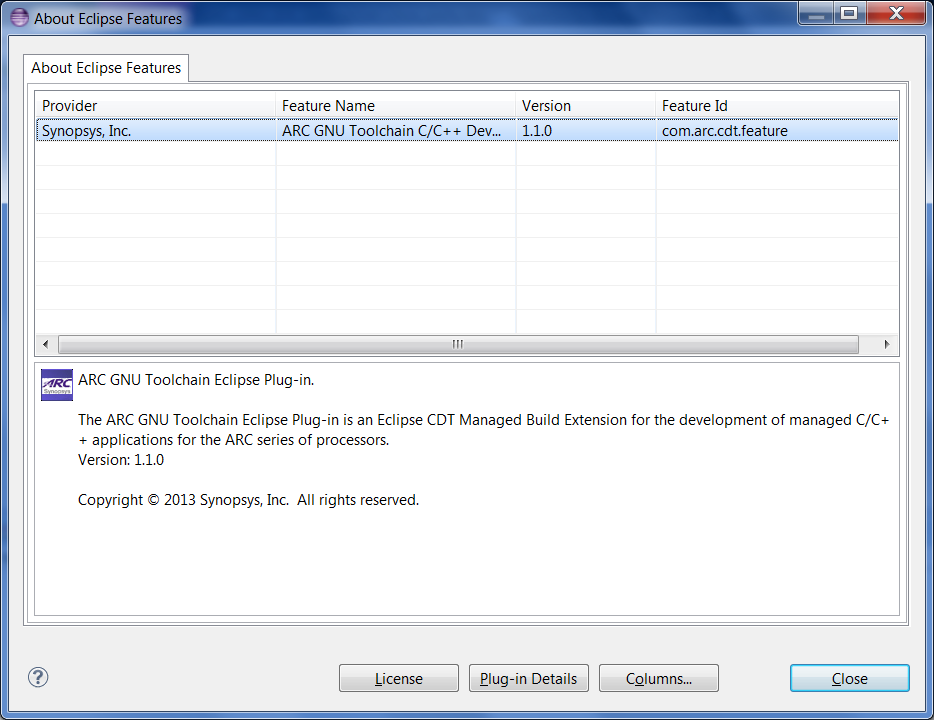 About Eclipse Features
About Eclipse Features
Provider Feature Name Version Feature Id
Synopsys, Inc. ARC GNU Toolchain C/C++ Dev... 1.1.0 com.arc.cdt.feature
ARC
Synopsys
ARC GNU Toolchain Eclipse Plug-in.
The ARC GNU Toolchain Eclipse Plug-in is an Eclipse CDT Managed Build Extension for the development of managed C/C+
+ applications for the ARC series of processors.
Version: 1.1.0
Copyright © 2013 Synopsys, Inc.  All rights reserved.
?
License Plug-in Details Columns... Close